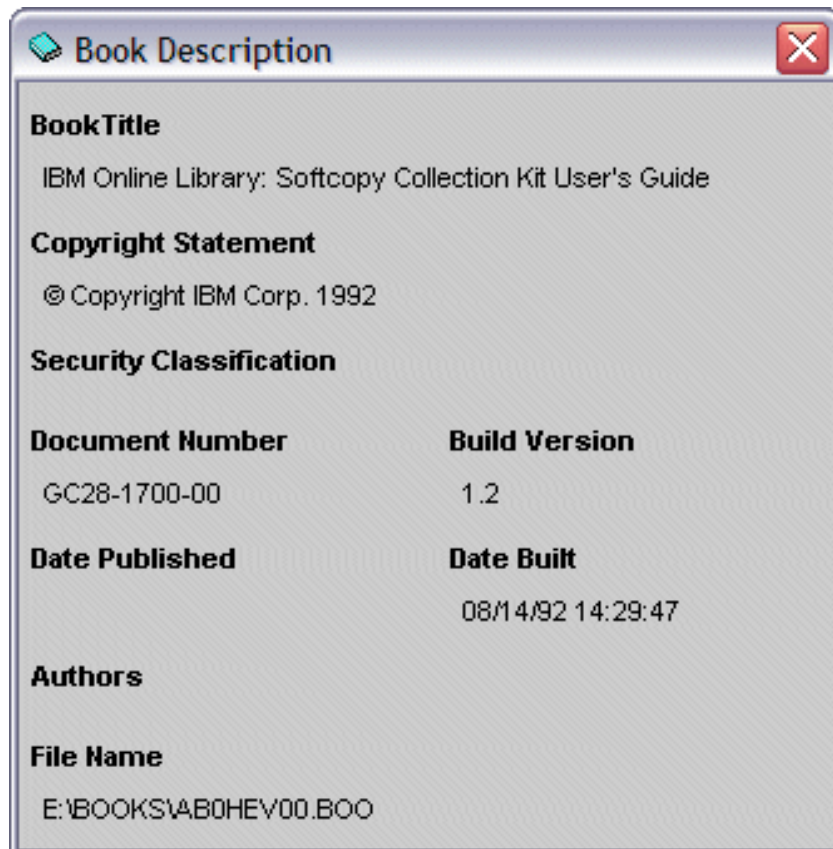 Book Description
BookTitle
IBM Online Library: Softcopy Collection Kit User's Guide
Copyright Statement
© Copyright IBM Corp. 1992
Security Classification
Document Number
Build Version
GC28-1700-00
1.2
Date Published
Date Built
08/14/92 14:29:47
Authors
File Name
E:\BOOKS\AB0HEV00.BOO